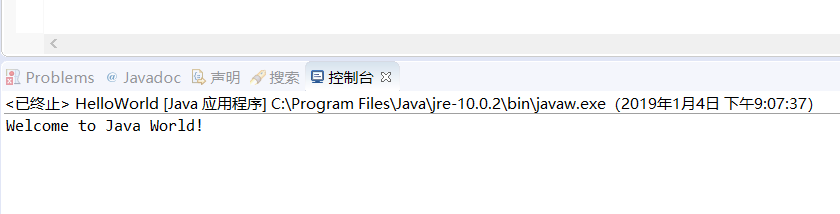 Problems @ Javadoc 声明 搜索 控制台
<已终止> HelloWorld [Java 应用程序] C:\Program Files\Java\jre-10.0.2\bin\javaw.exe（2019年1月4日 下午9:07:37）
Welcome to Java World!